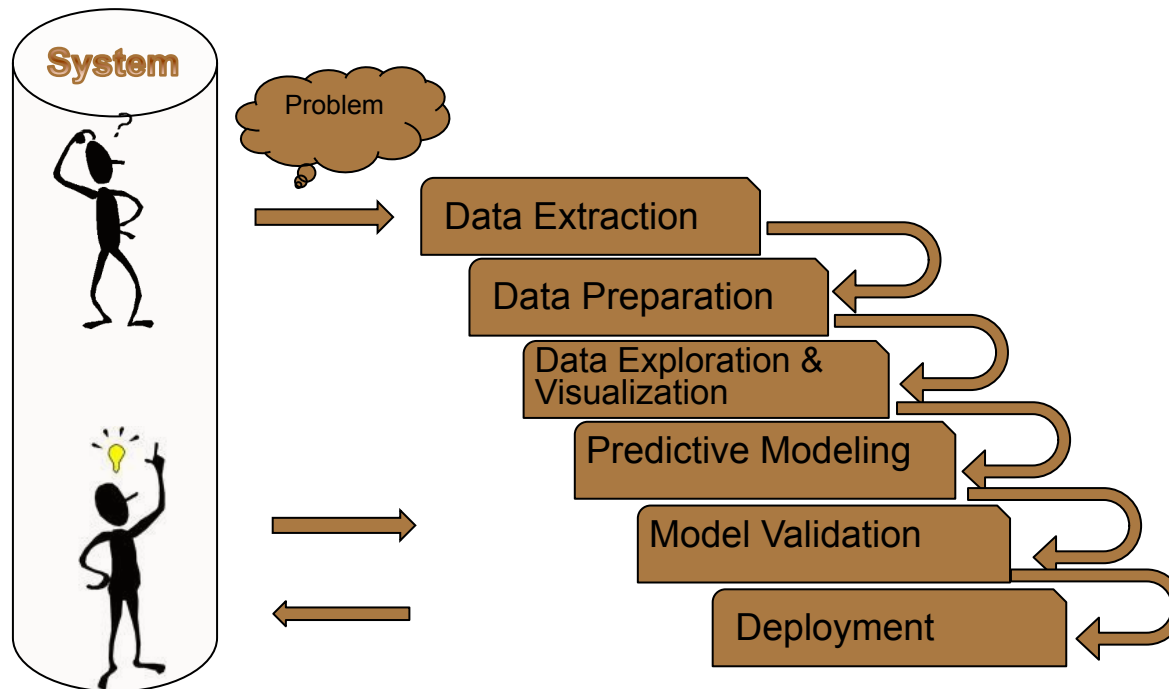 System
?
Problem
Data Extraction
Data Preparation
Data Exploration &
Visualization
Predictive Modeling
Model Validation
Deployment